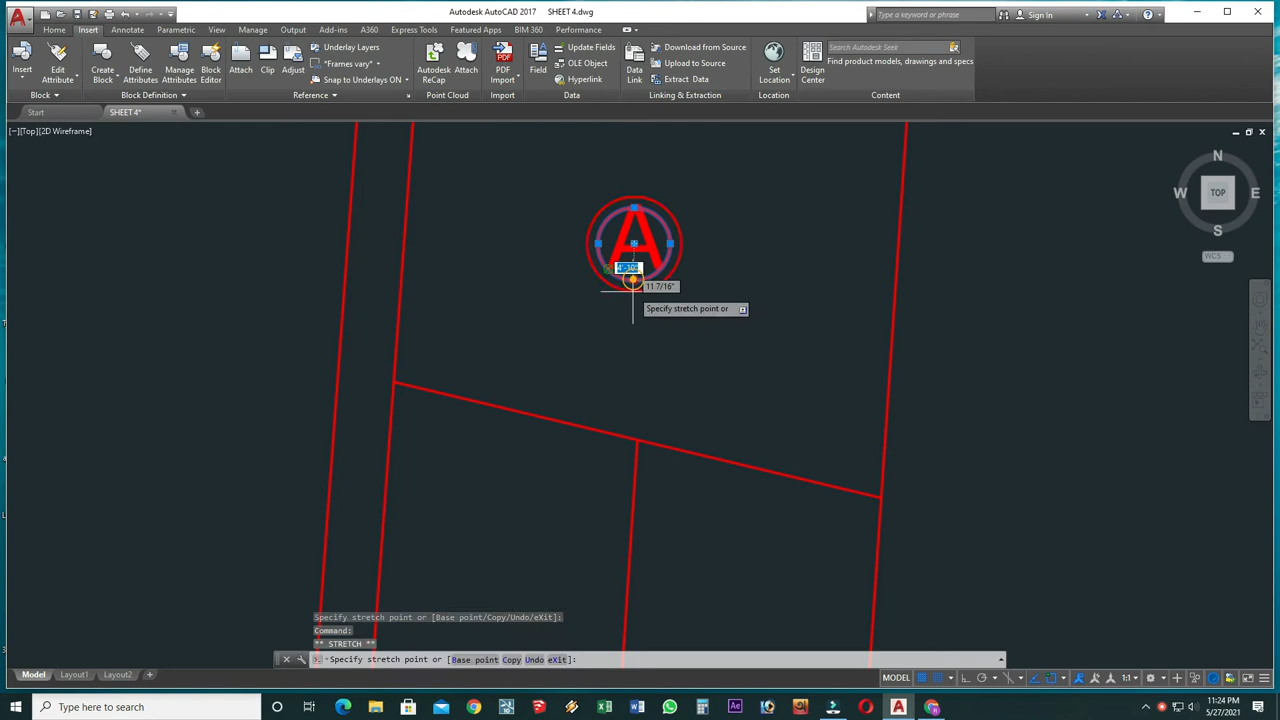 Autodesk AutoCAD 2017 SHEET 4.dwg
Type a keyword or phrase
Sign In
Home Insert Annotate Parametric View Manage Output Add-ins A360 Express Tools Featured Apps BIM 360 Performance
Insert
Edit Attribute
Create Block
Define Attributes
Manage Attributes
Block Editor
Attach
Clip
Adjust
Underlay Layers
*Frames vary*
Snap to Underlays ON
Autodesk ReCap
Attach
PDF Import
Field
Update Fields
OLE Object
Hyperlink
Data Link
Download from Source
Upload to Source
Extract Data
Set Location
Design Center
Search Autodesk Seek
Find product models, drawings and specs
Block Block Definition Reference Point Cloud Import Data Linking & Extraction Location Content
Start SHEET4*
[−][Top][2D Wireframe]
N
W TOP E
S
WCS
A
11 7/16"
Specify stretch point or
Specify stretch point or [Base point/Copy/Undo/eXit]:
Command:
** STRETCH **
Specify stretch point or [Base point Copy Undo eXit]:
Model Layout1 Layout2 +
MODEL 1:1
Type here to search
11:24 PM
5/27/2021